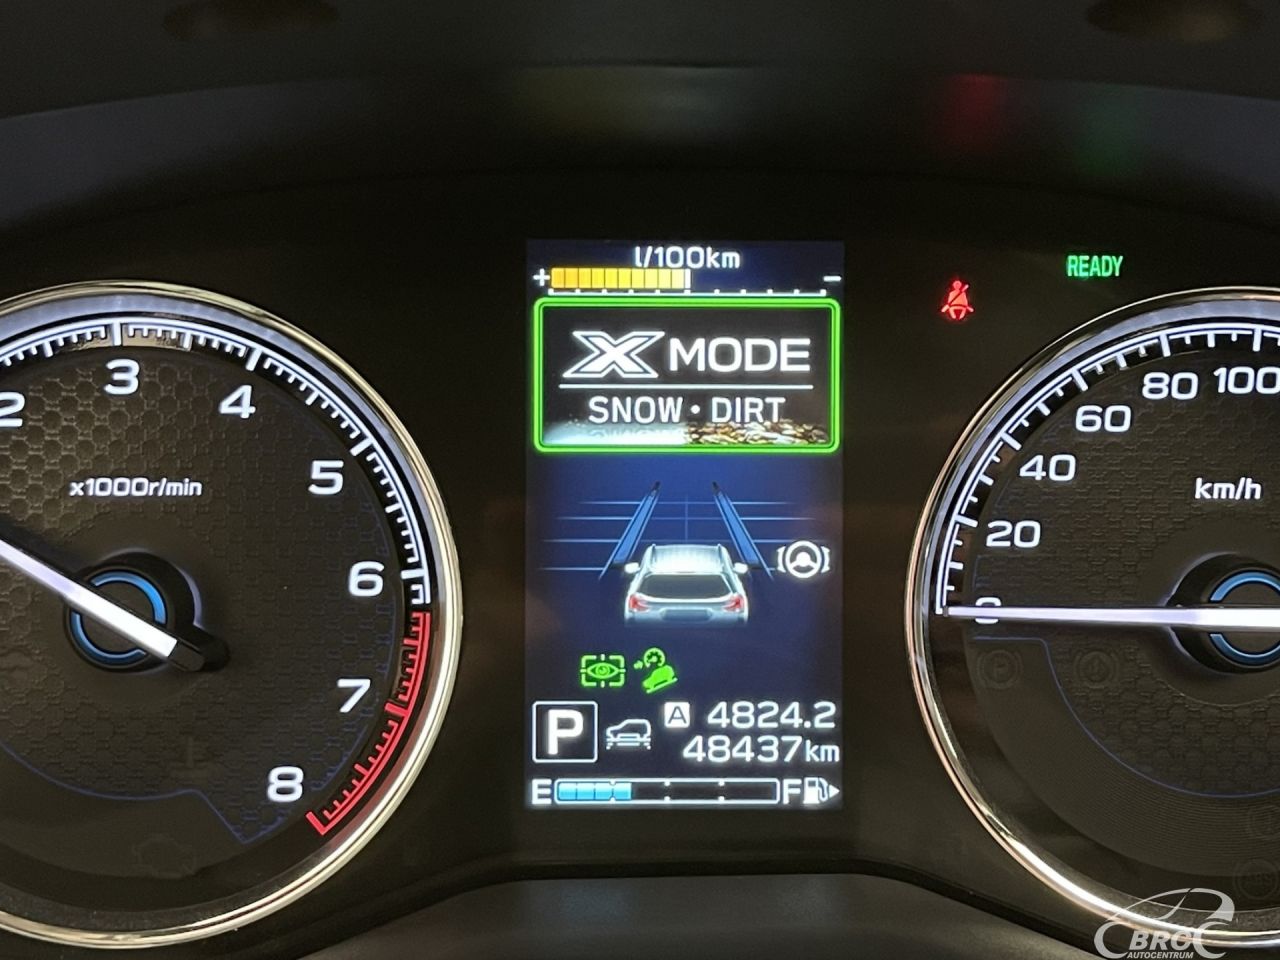 l/100km
+ −
X MODE
SNOW • DIRT
READY
2 3 4 5 6 7 8
x1000r/min
0 20 40 60 80 100
km/h
A 4824.2
P
48437km
E F
BRC
AUTOCENTRUM